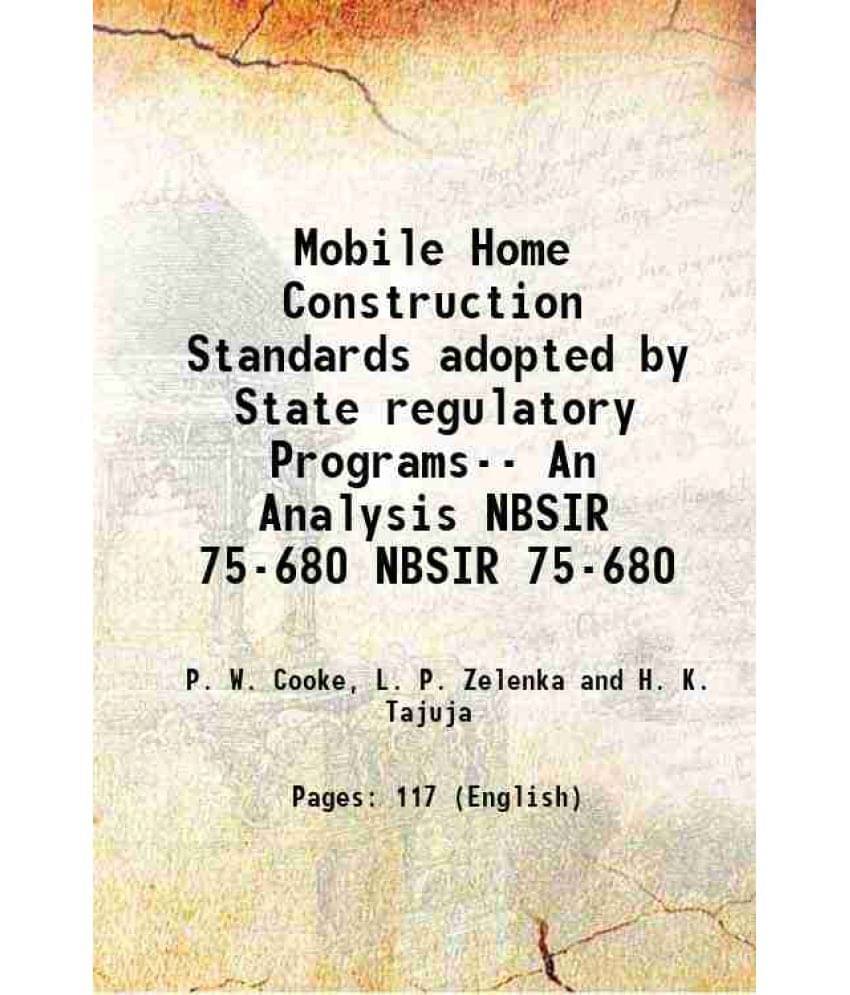 Mobile Home
Construction
Standards adopted by
State regulatory
Programs-- An
Analysis NBSIR
75-680 NBSIR 75-680
P. W. Cooke, L. P. Zelenka and H. K.
Tajuja
Pages: 117 (English)